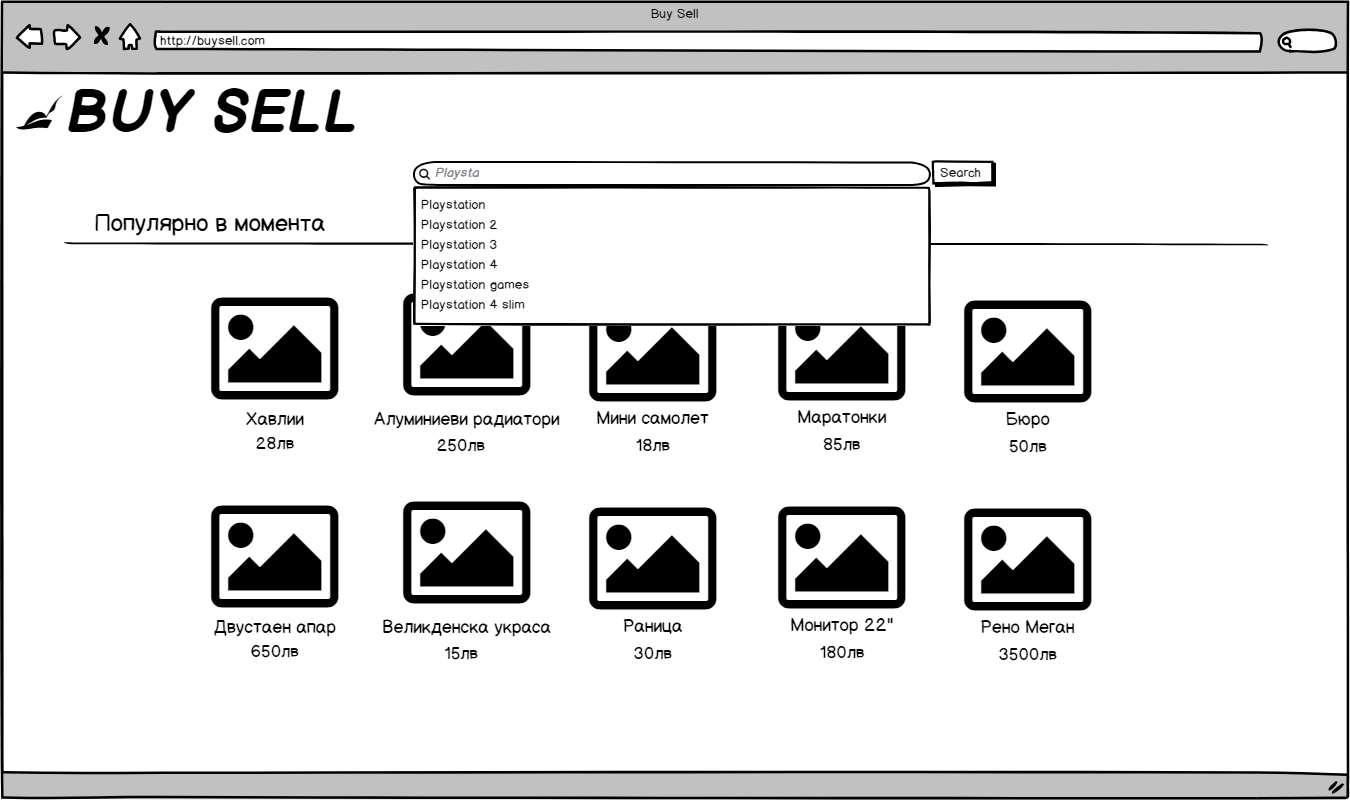 Buy Sell
http://buysell.com
BUY SELL
Playsta
Search
Playstation
Playstation 2
Playstation 3
Playstation 4
Playstation games
Playstation 4 slim
Популярно в момента
Хавлии
28лв
Алуминиеви радиатори
250лв
Мини самолет
18лв
Маратонки
85лв
Бюро
50лв
Двустаен апар
650лв
Великденска украса
15лв
Раница
30лв
Монитор 22"
180лв
Рено Меган
3500лв